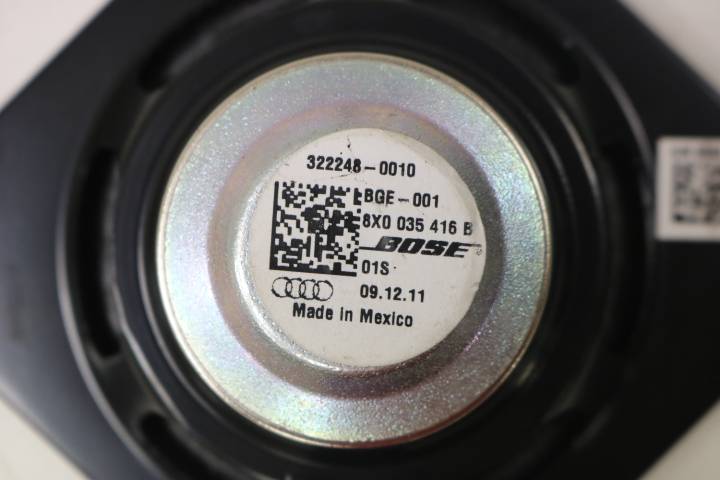 322248-0010
BGE-001
8X0 035 416 B
BOSE
01S
09.12.11
Made in Mexico